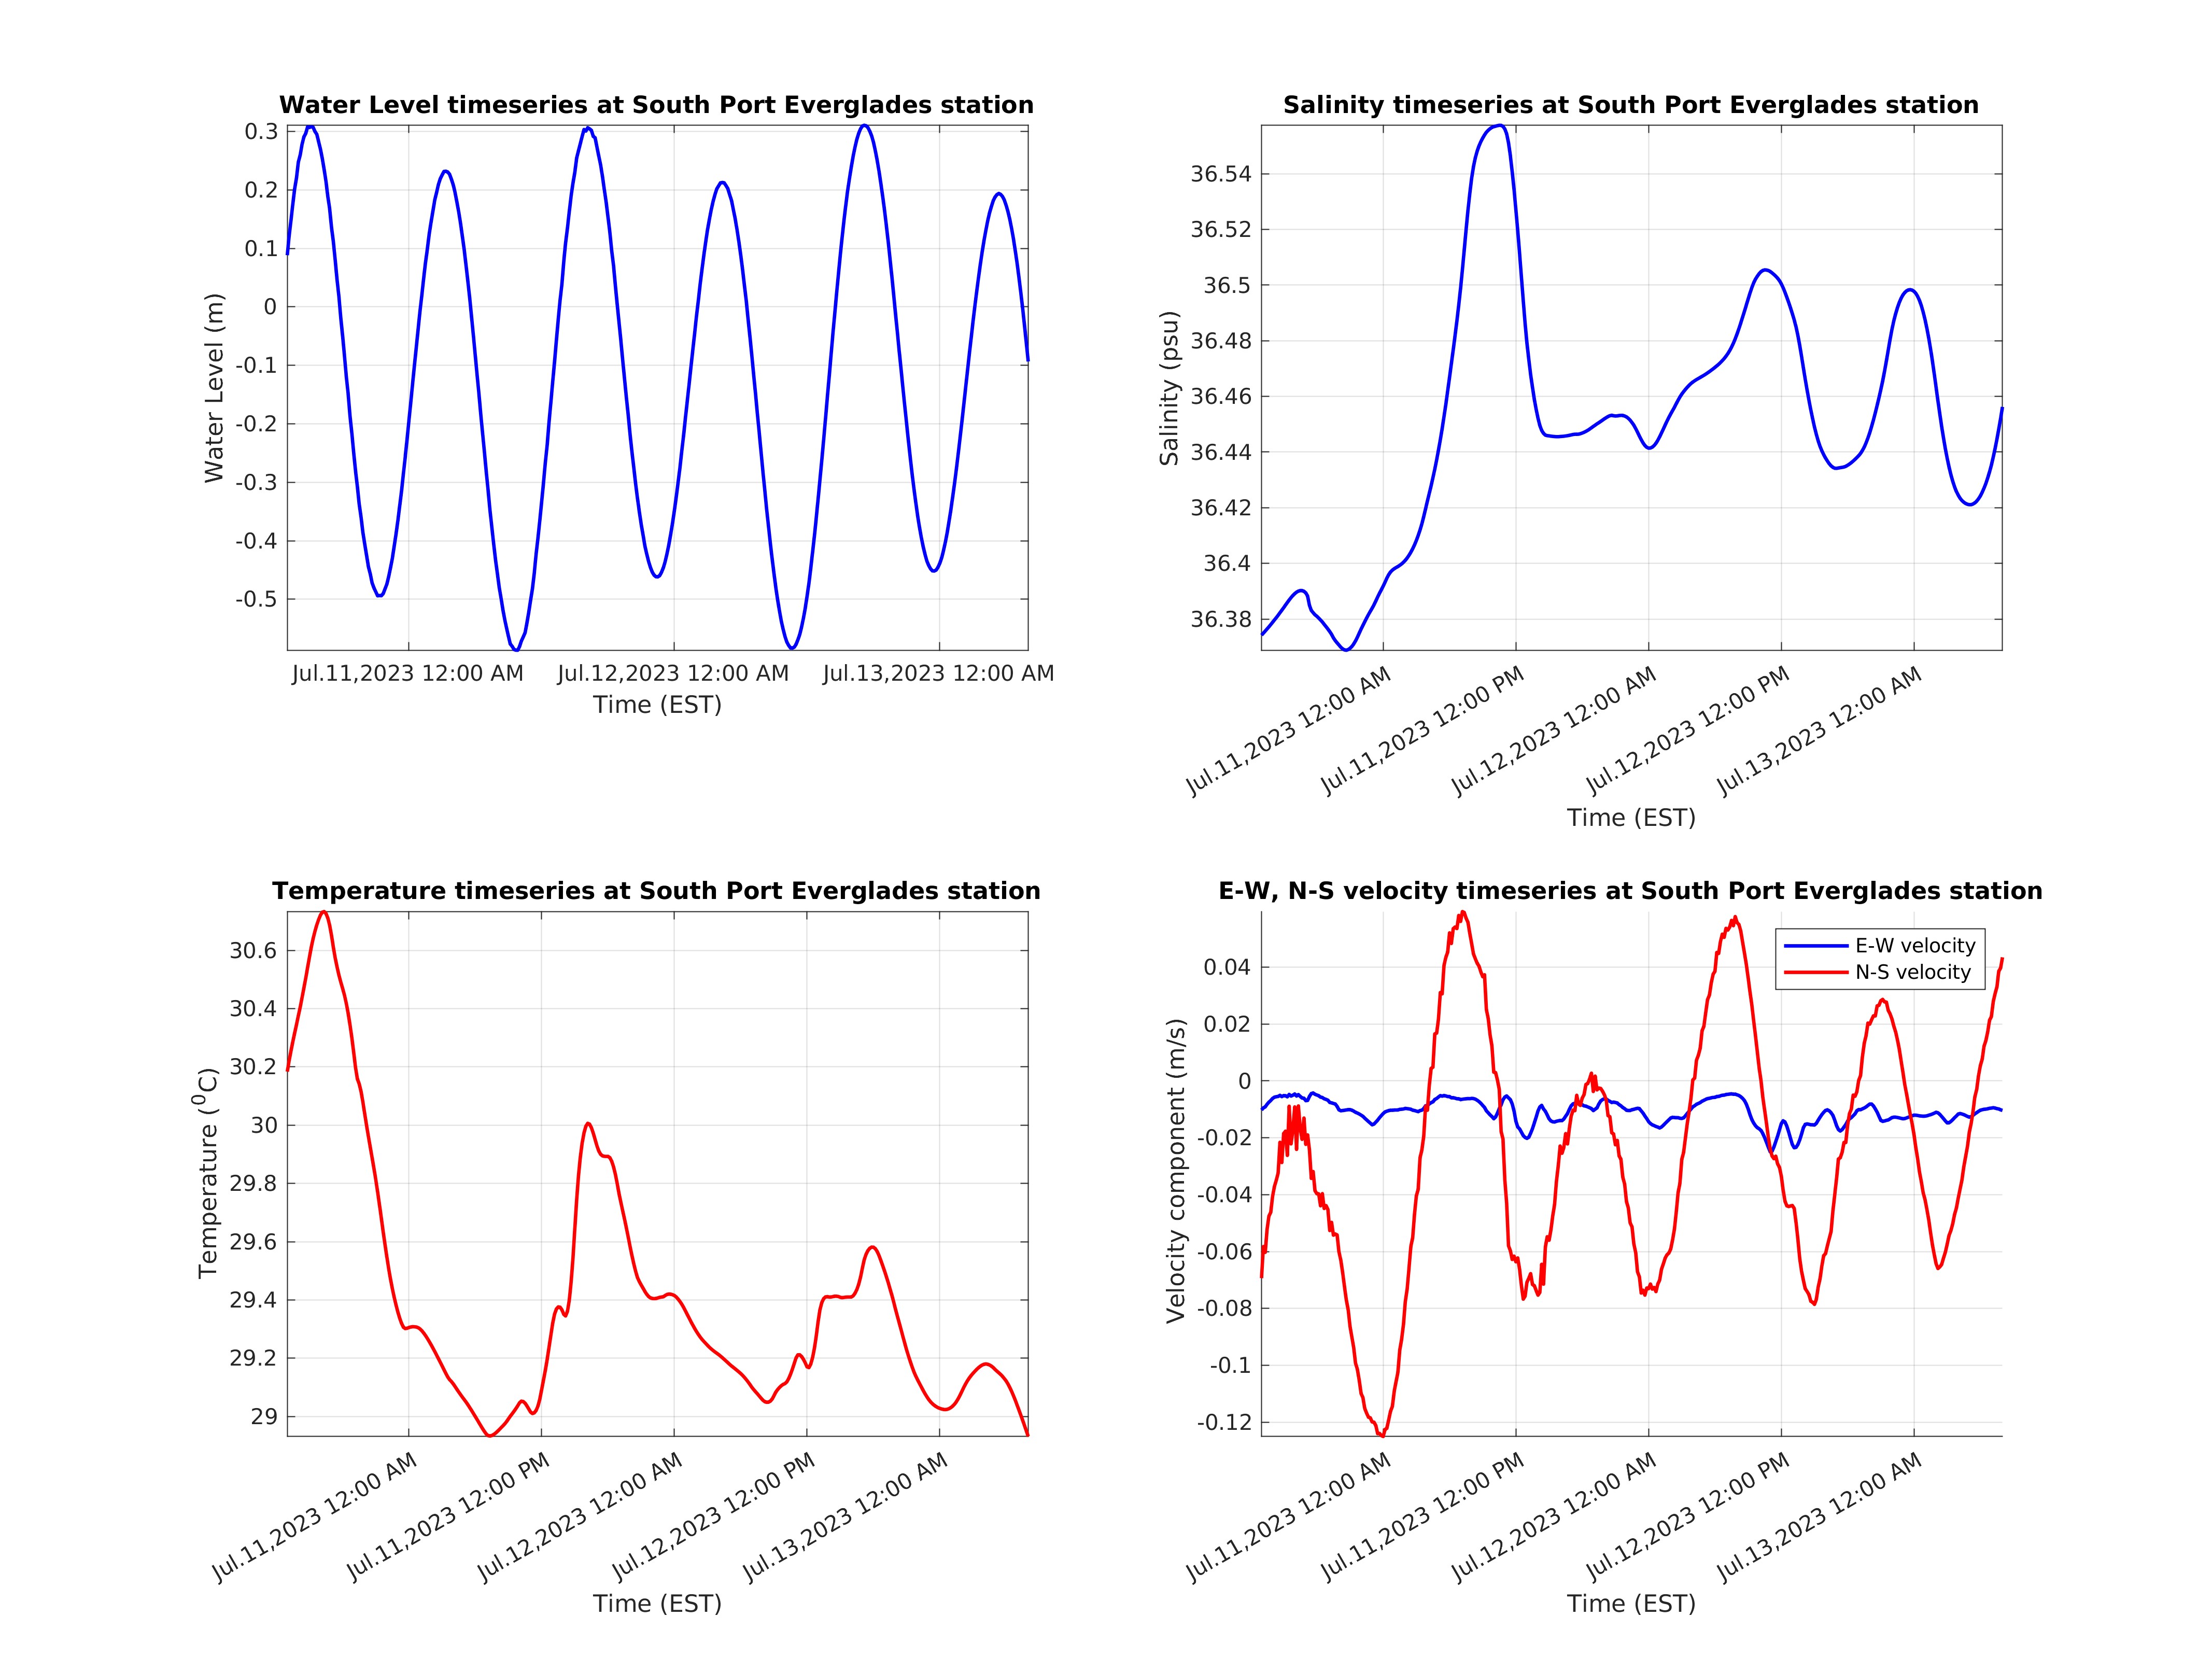 Water Level timeseries at South Port Everglades station
0.3
0.2
0.1
0
-0.1
-0.2
-0.3
-0.4
-0.5
Water Level (m)
Jul.11,2023 12:00 AM
Jul.12,2023 12:00 AM
Jul.13,2023 12:00 AM
Time (EST)
Salinity timeseries at South Port Everglades station
36.54
36.52
36.5
36.48
36.46
36.44
36.42
36.4
36.38
Salinity (psu)
Jul.11,2023 12:00 AM
Jul.11,2023 12:00 PM
Jul.12,2023 12:00 AM
Jul.12,2023 12:00 PM
Jul.13,2023 12:00 AM
Time (EST)
Temperature timeseries at South Port Everglades station
30.6
30.4
30.2
30
29.8
29.6
29.4
29.2
29
Temperature (⁰C)
Jul.11,2023 12:00 AM
Jul.11,2023 12:00 PM
Jul.12,2023 12:00 AM
Jul.12,2023 12:00 PM
Jul.13,2023 12:00 AM
Time (EST)
E-W, N-S velocity timeseries at South Port Everglades station
E-W velocity
N-S velocity
0.04
0.02
0
-0.02
-0.04
-0.06
-0.08
-0.1
-0.12
Velocity component (m/s)
Jul.11,2023 12:00 AM
Jul.11,2023 12:00 PM
Jul.12,2023 12:00 AM
Jul.12,2023 12:00 PM
Jul.13,2023 12:00 AM
Time (EST)